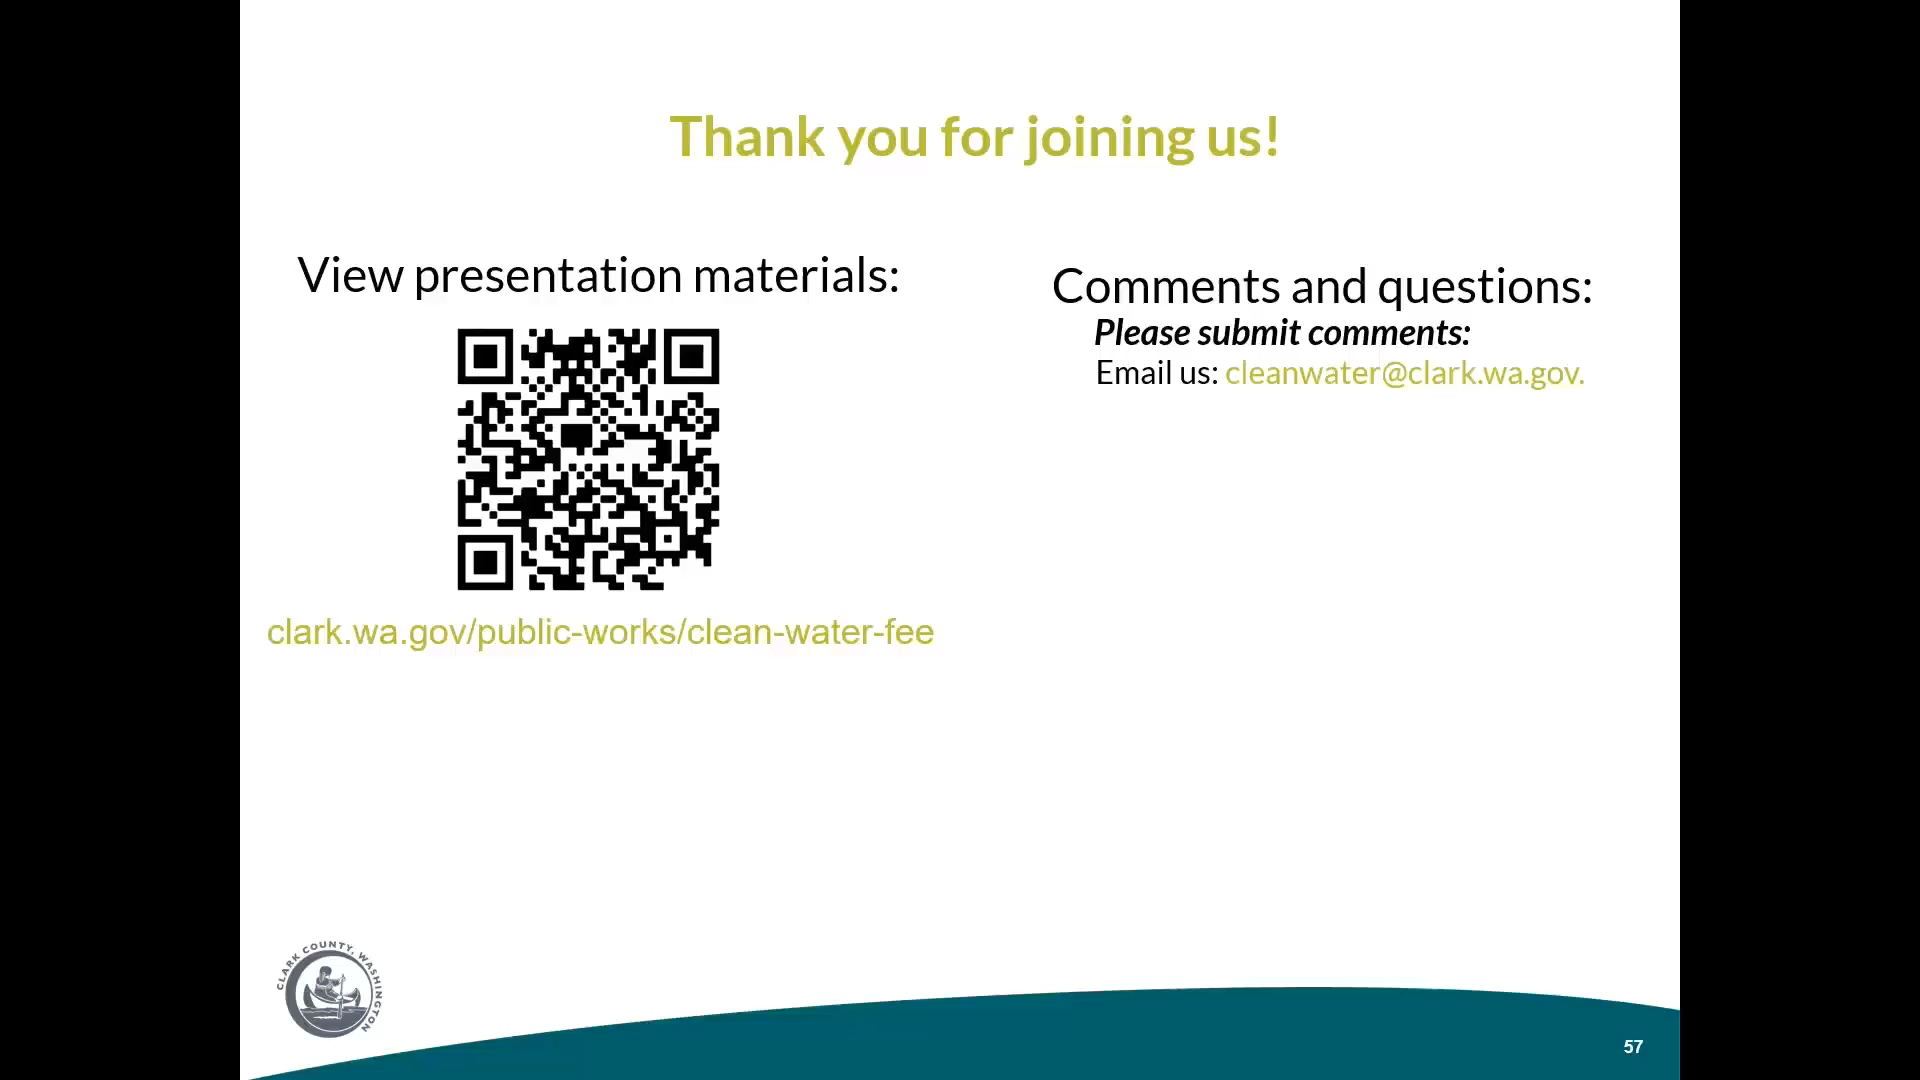 Thank you for joining us!
View presentation materials:
clark.wa.gov/public-works/clean-water-fee
Comments and questions:
Please submit comments:
Email us: cleanwater@clark.wa.gov.
CLARK COUNTY, WASHINGTON
57